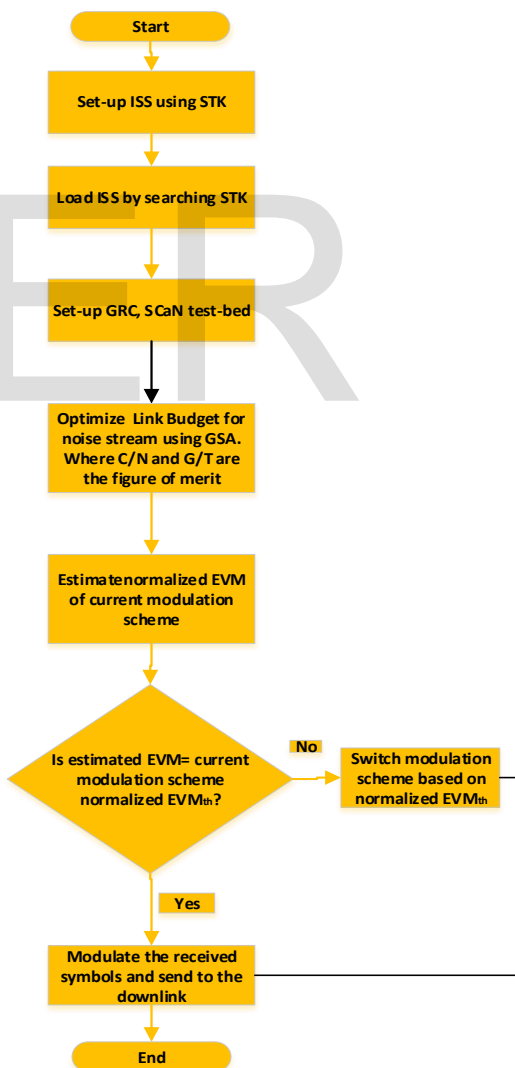 Start
Set-up ISS using STK
Load ISS by searching STK
Set-up GRC, SCaN test-bed
Optimize Link Budget for
noise stream using GSA.
Where C/N and G/T are
the figure of merit
Estimatenormalized EVM
of current modulation
scheme
Is estimated EVM= current
modulation scheme
normalized EVMth?
No
Switch modulation
scheme based on
normalized EVMth
Yes
Modulate the received
symbols and send to the
downlink
End
ER